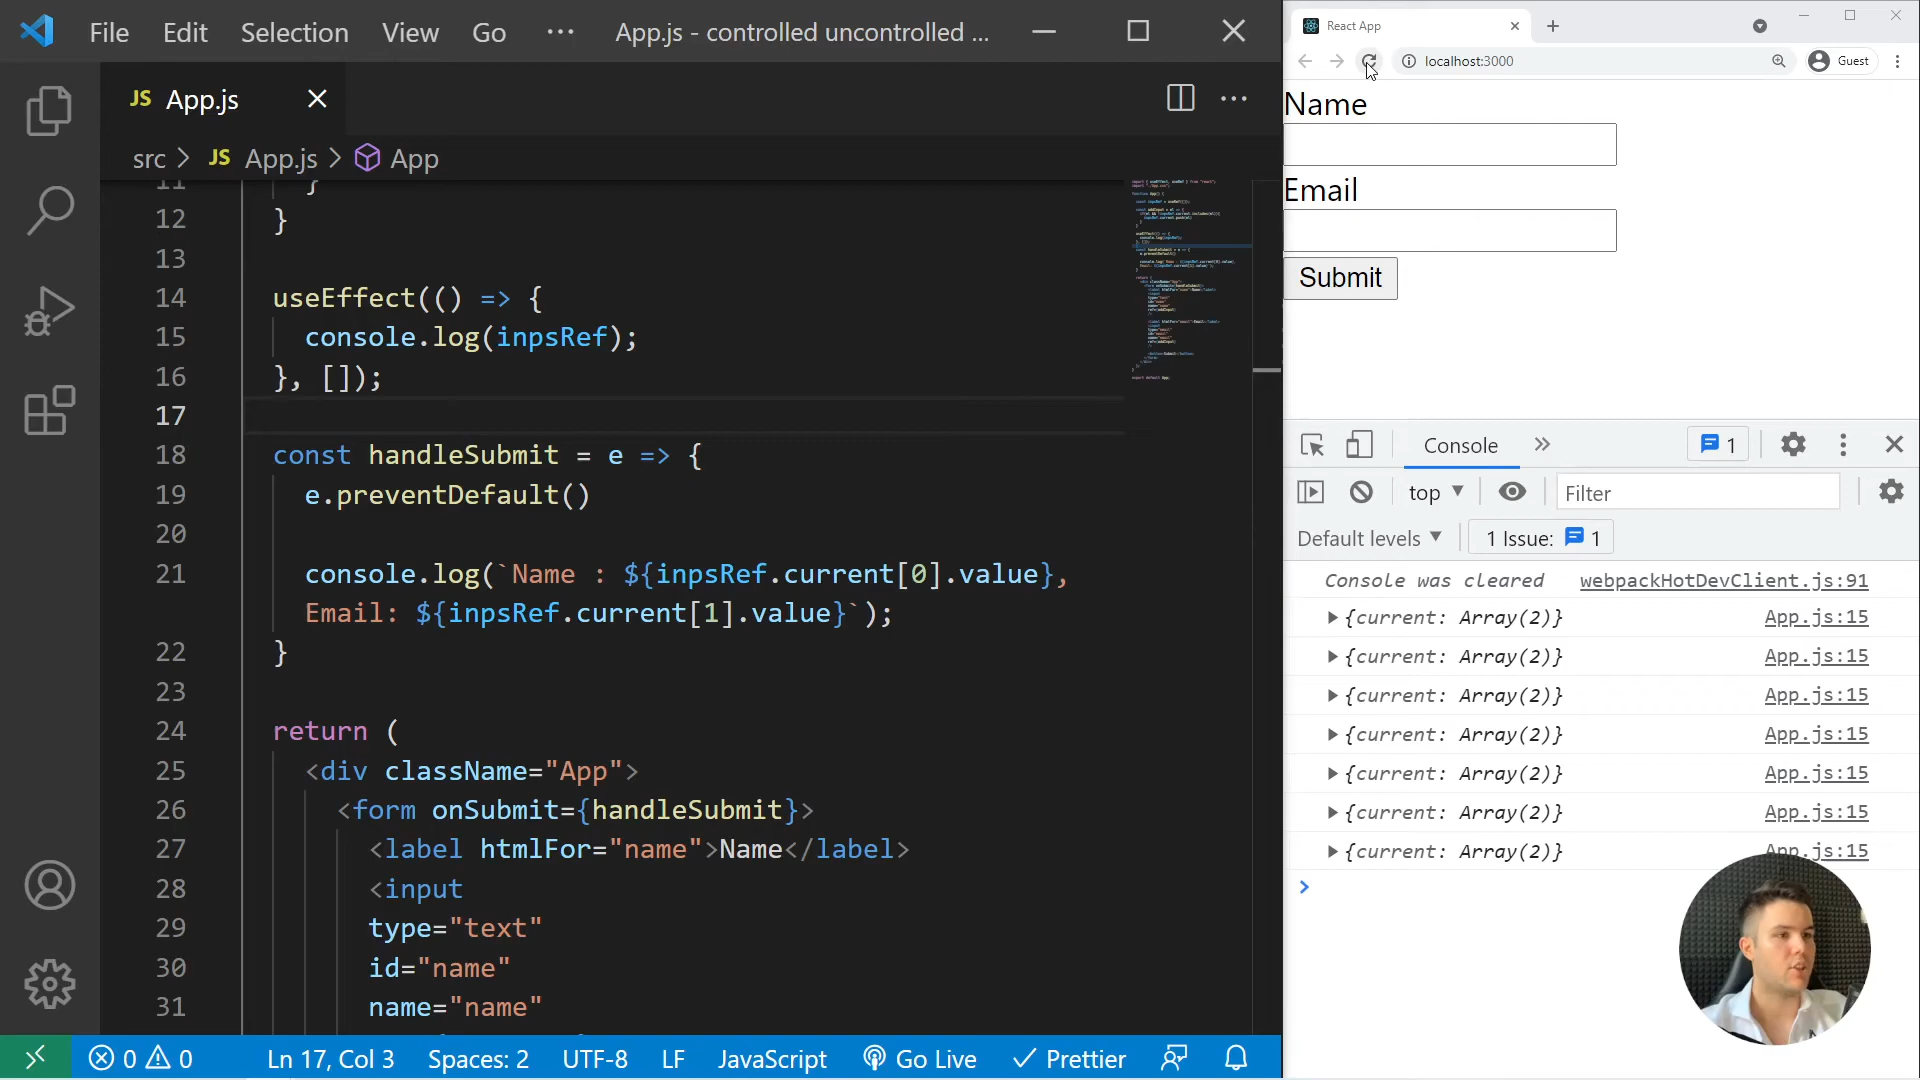 File Edit Selection View Go ··· App.js - controlled uncontrolled ...
JS App.js
src > JS App.js > App
11 }
12 }
13
14 useEffect(() => {
15 console.log(inpsRef);
16 }, []);
17
18 const handleSubmit = e => {
19 e.preventDefault()
20
21 console.log(`Name : ${inpsRef.current[0].value},
Email: ${inpsRef.current[1].value}`);
22 }
23
24 return (
25 <div className="App">
26 <form onSubmit={handleSubmit}>
27 <label htmlFor="name">Name</label>
28 <input
29 type="text"
30 id="name"
31 name="name"
0 0 Ln 17, Col 3 Spaces: 2 UTF-8 LF JavaScript Go Live Prettier
React App
localhost:3000 Guest
Name
Email
Submit
Console 1
top Filter
Default levels 1 Issue: 1
Console was cleared webpackHotDevClient.js:91
{current: Array(2)} App.js:15
{current: Array(2)} App.js:15
{current: Array(2)} App.js:15
{current: Array(2)} App.js:15
{current: Array(2)} App.js:15
{current: Array(2)} App.js:15
{current: Array(2)} App.js:15